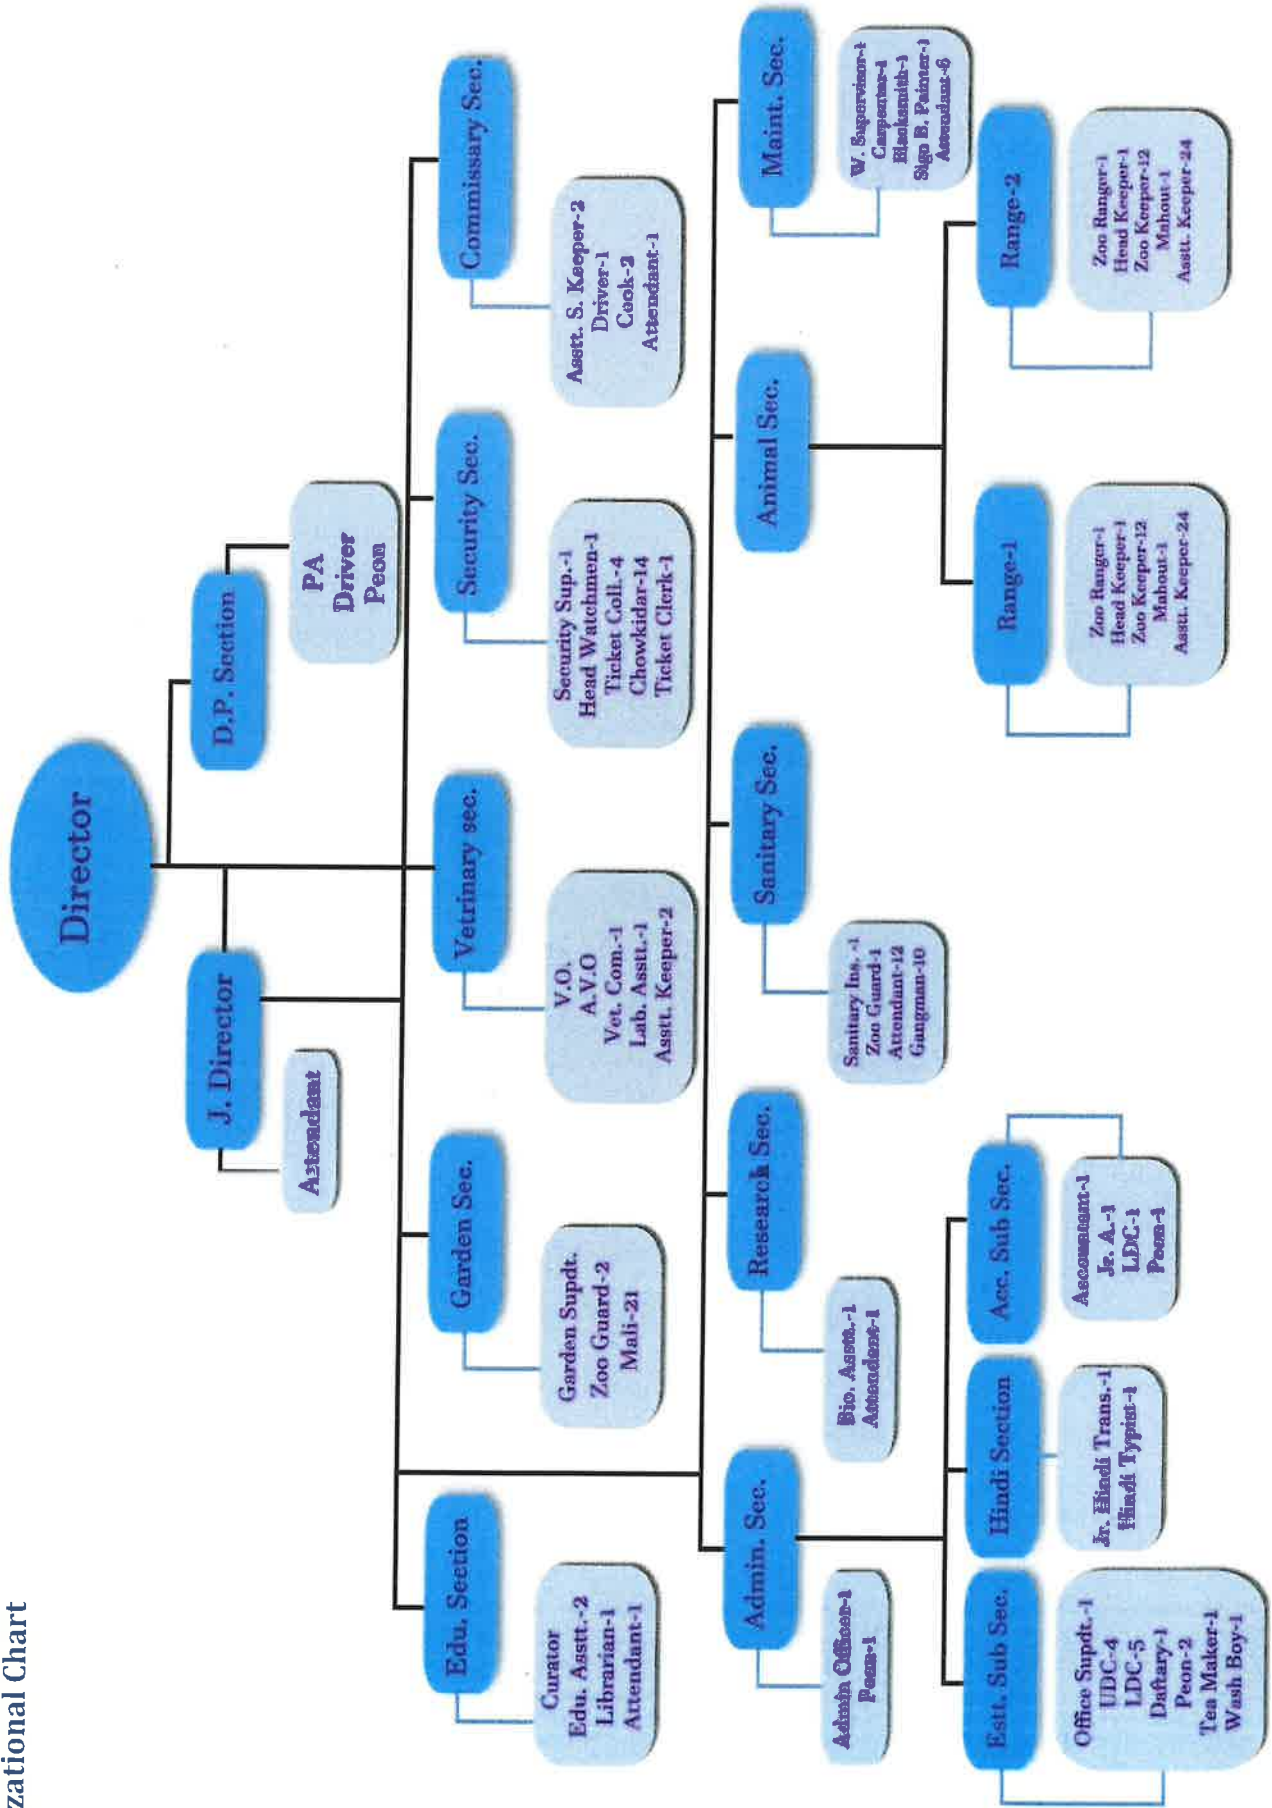 zational Chart
Director
J. Director
Attendant
D.P. Section
PA
Driver
Peon
Edu. Section
Curator
Edu. Asstt.-2
Librarian-1
Attendant-1
Garden Sec.
Garden Supdt.
Zoo Guard-2
Mali-21
Vetrinary sec.
V.O.
A.V.O
Vet. Com.-1
Lab. Asstt.-1
Asstt. Keeper-2
Security Sec.
Security Sup.-1
Head Watchmen-1
Ticket Coll.-4
Chowkidar-14
Ticket Clerk-1
Commissary Sec.
Asstt. S. Keeper-2
Driver-1
Cook-2
Attendant-1
Admin. Sec.
Admin Officer-1
Peon-1
Research Sec.
Bio. Asstt.-1
Attendent-1
Sanitary Sec.
Sanitary Ins. -1
Zoo Guard-1
Attendant-12
Gangman-10
Animal Sec.
Maint. Sec.
W. Supervisor-1
Carpenter-1
Blacksmith-1
Sign B. Painter-1
Attendant-6
Estt. Sub Sec.
Office Supdt.-1
UDC-4
LDC-5
Daftary-1
Peon-2
Tea Maker-1
Wash Boy-1
Hindi Section
Jr. Hindi Trans.-1
Hindi Typist-1
Acc. Sub Sec.
Accountant-1
Jr. A.-1
LDC-1
Peon-1
Range-1
Zoo Ranger-1
Head Keeper-1
Zoo Keeper-12
Mahout-1
Asstt. Keeper-24
Range-2
Zoo Ranger-1
Head Keeper-1
Zoo Keeper-12
Mahout-1
Asstt. Keeper-24